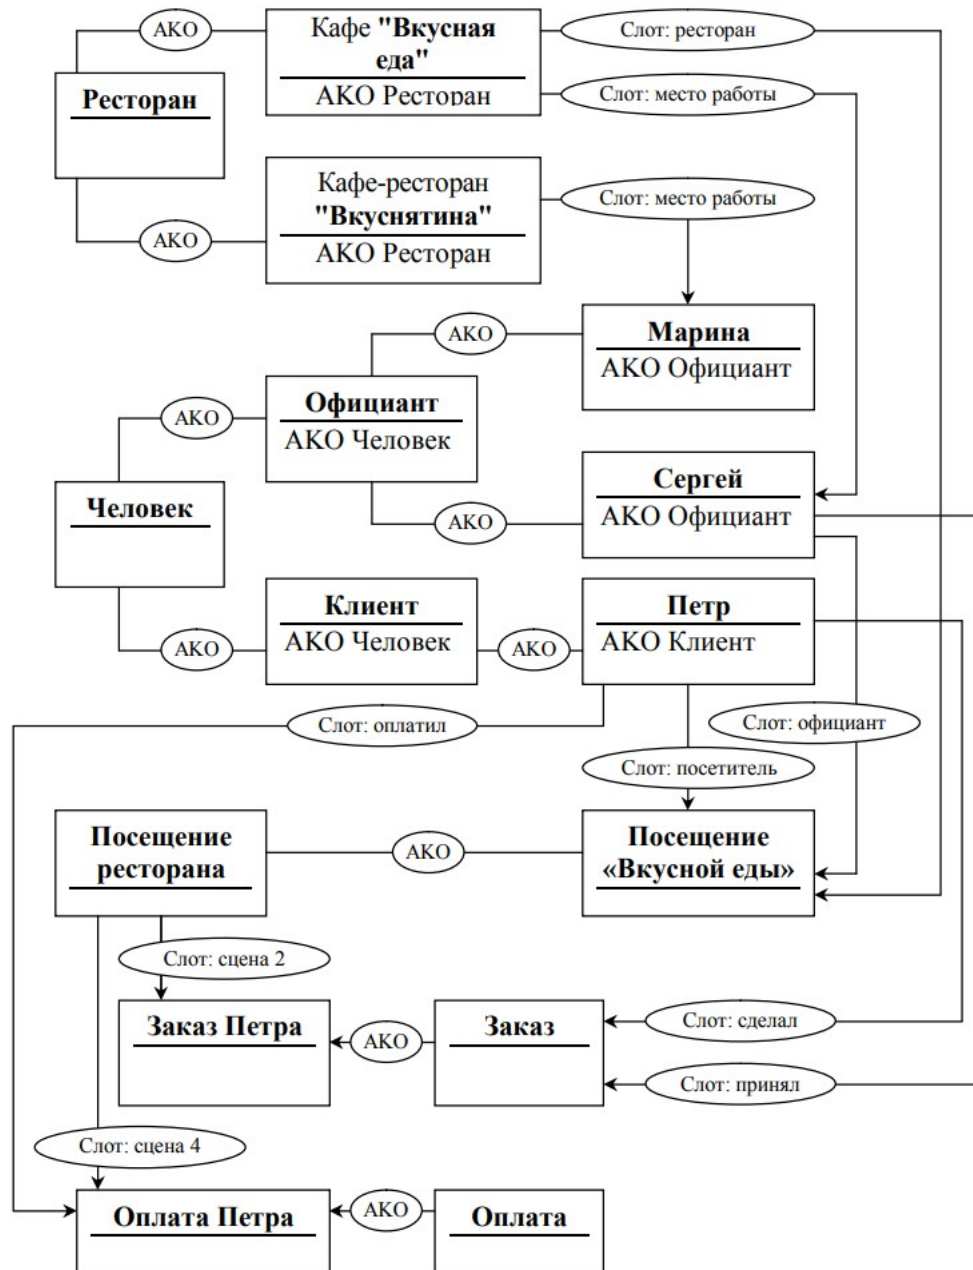 АКО
Кафе "Вкусная
еда"
АКО Ресторан
Слот: ресторан
Ресторан
Слот: место работы
Кафе-ресторан
"Вкуснятина"
АКО Ресторан
Слот: место работы
АКО
АКО
Марина
АКО Официант
Официант
АКО Человек
АКО
Человек
АКО
Сергей
АКО Официант
Клиент
АКО Человек
АКО
АКО
Петр
АКО Клиент
Слот: оплатил
Слот: официант
Слот: посетитель
Посещение
ресторана
АКО
Посещение
«Вкусной еды»
Слот: сцена 2
Заказ Петра
АКО
Заказ
Слот: сделал
Слот: принял
Слот: сцена 4
Оплата Петра
АКО
Оплата